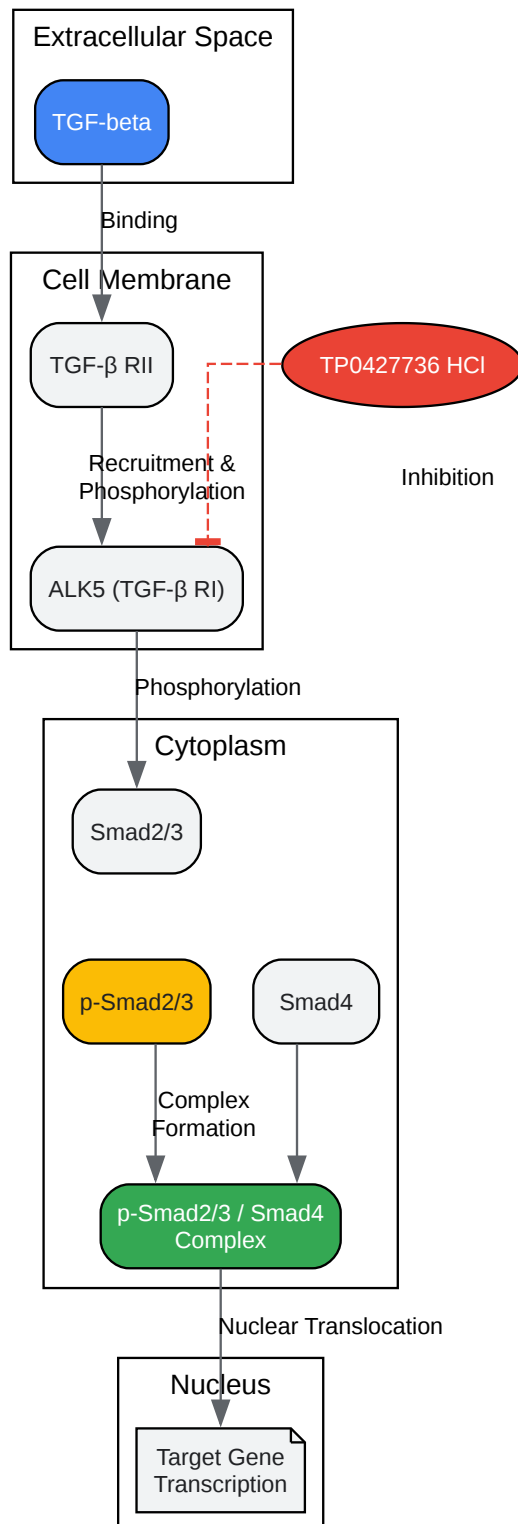 Extracellular Space
TGF-beta
Binding
Cell Membrane
TGF-β RII
TP0427736 HCl
Recruitment &
Phosphorylation
Inhibition
ALK5 (TGF-β RI)
Phosphorylation
Cytoplasm
Smad2/3
p-Smad2/3
Smad4
Complex
Formation
p-Smad2/3 / Smad4
Complex
Nuclear Translocation
Nucleus
Target Gene
Transcription